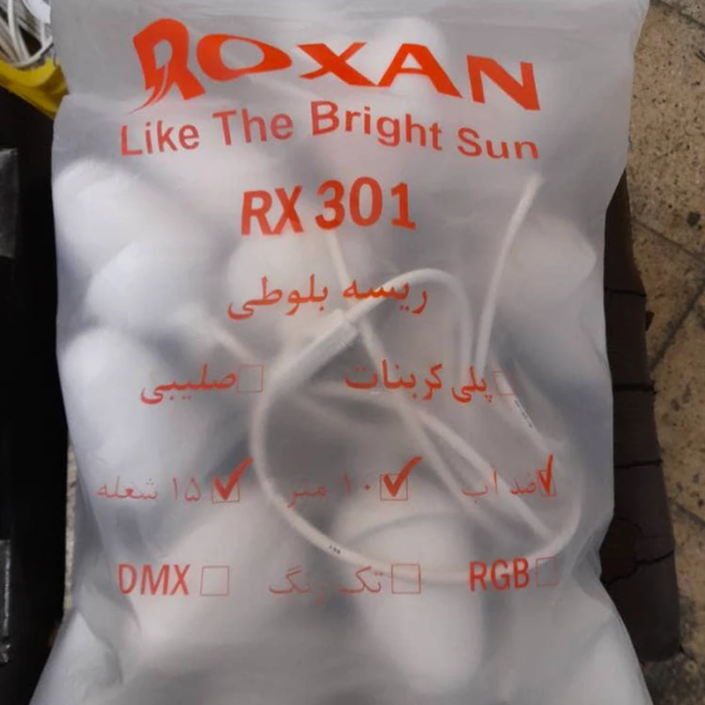 ROXAN
Like The Bright Sun
RX 301
ریسه بلوطی
پلی کربنات صلیبی
ضد اب ۱۰ متر ۱۵ شعله
RGB تک رنگ DMX